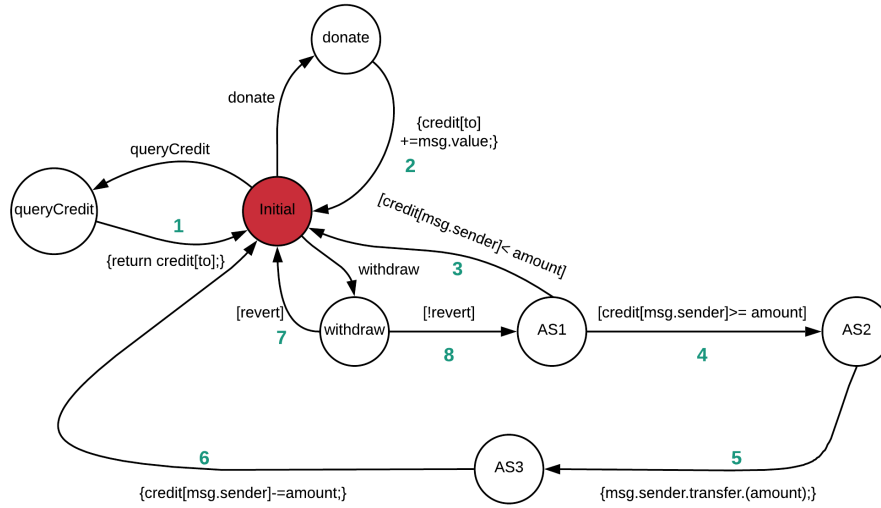 donate
donate
{credit[to]
+=msg.value;}
2
queryCredit
[credit[msg.sender]< amount]
queryCredit
Initial
1
{return credit[to];}
withdraw
3
[revert]
[!revert]
[credit[msg.sender]>= amount]
withdraw
AS1
AS2
7
8
4
6
5
AS3
{credit[msg.sender]-=amount;}
{msg.sender.transfer.(amount);}